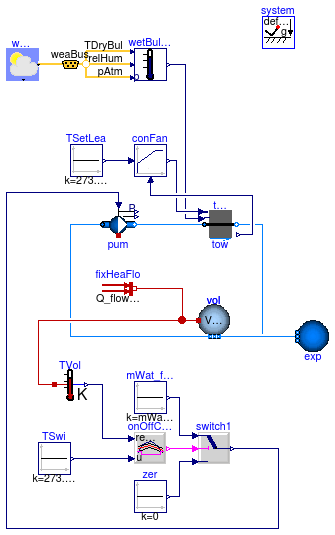 system
def...
g
w...
weaBus
TDryBul
relHum
pAtm
wetBul...
TSetLea
k=273....
conFan
P
pum
t...
tow
fixHeaFlo
Q_flow...
vol
V...
exp
TVol
K
mWat_f...
k=mWa...
onOffC...
re...
u
switch1
TSwi
k=273....
zer
k=0